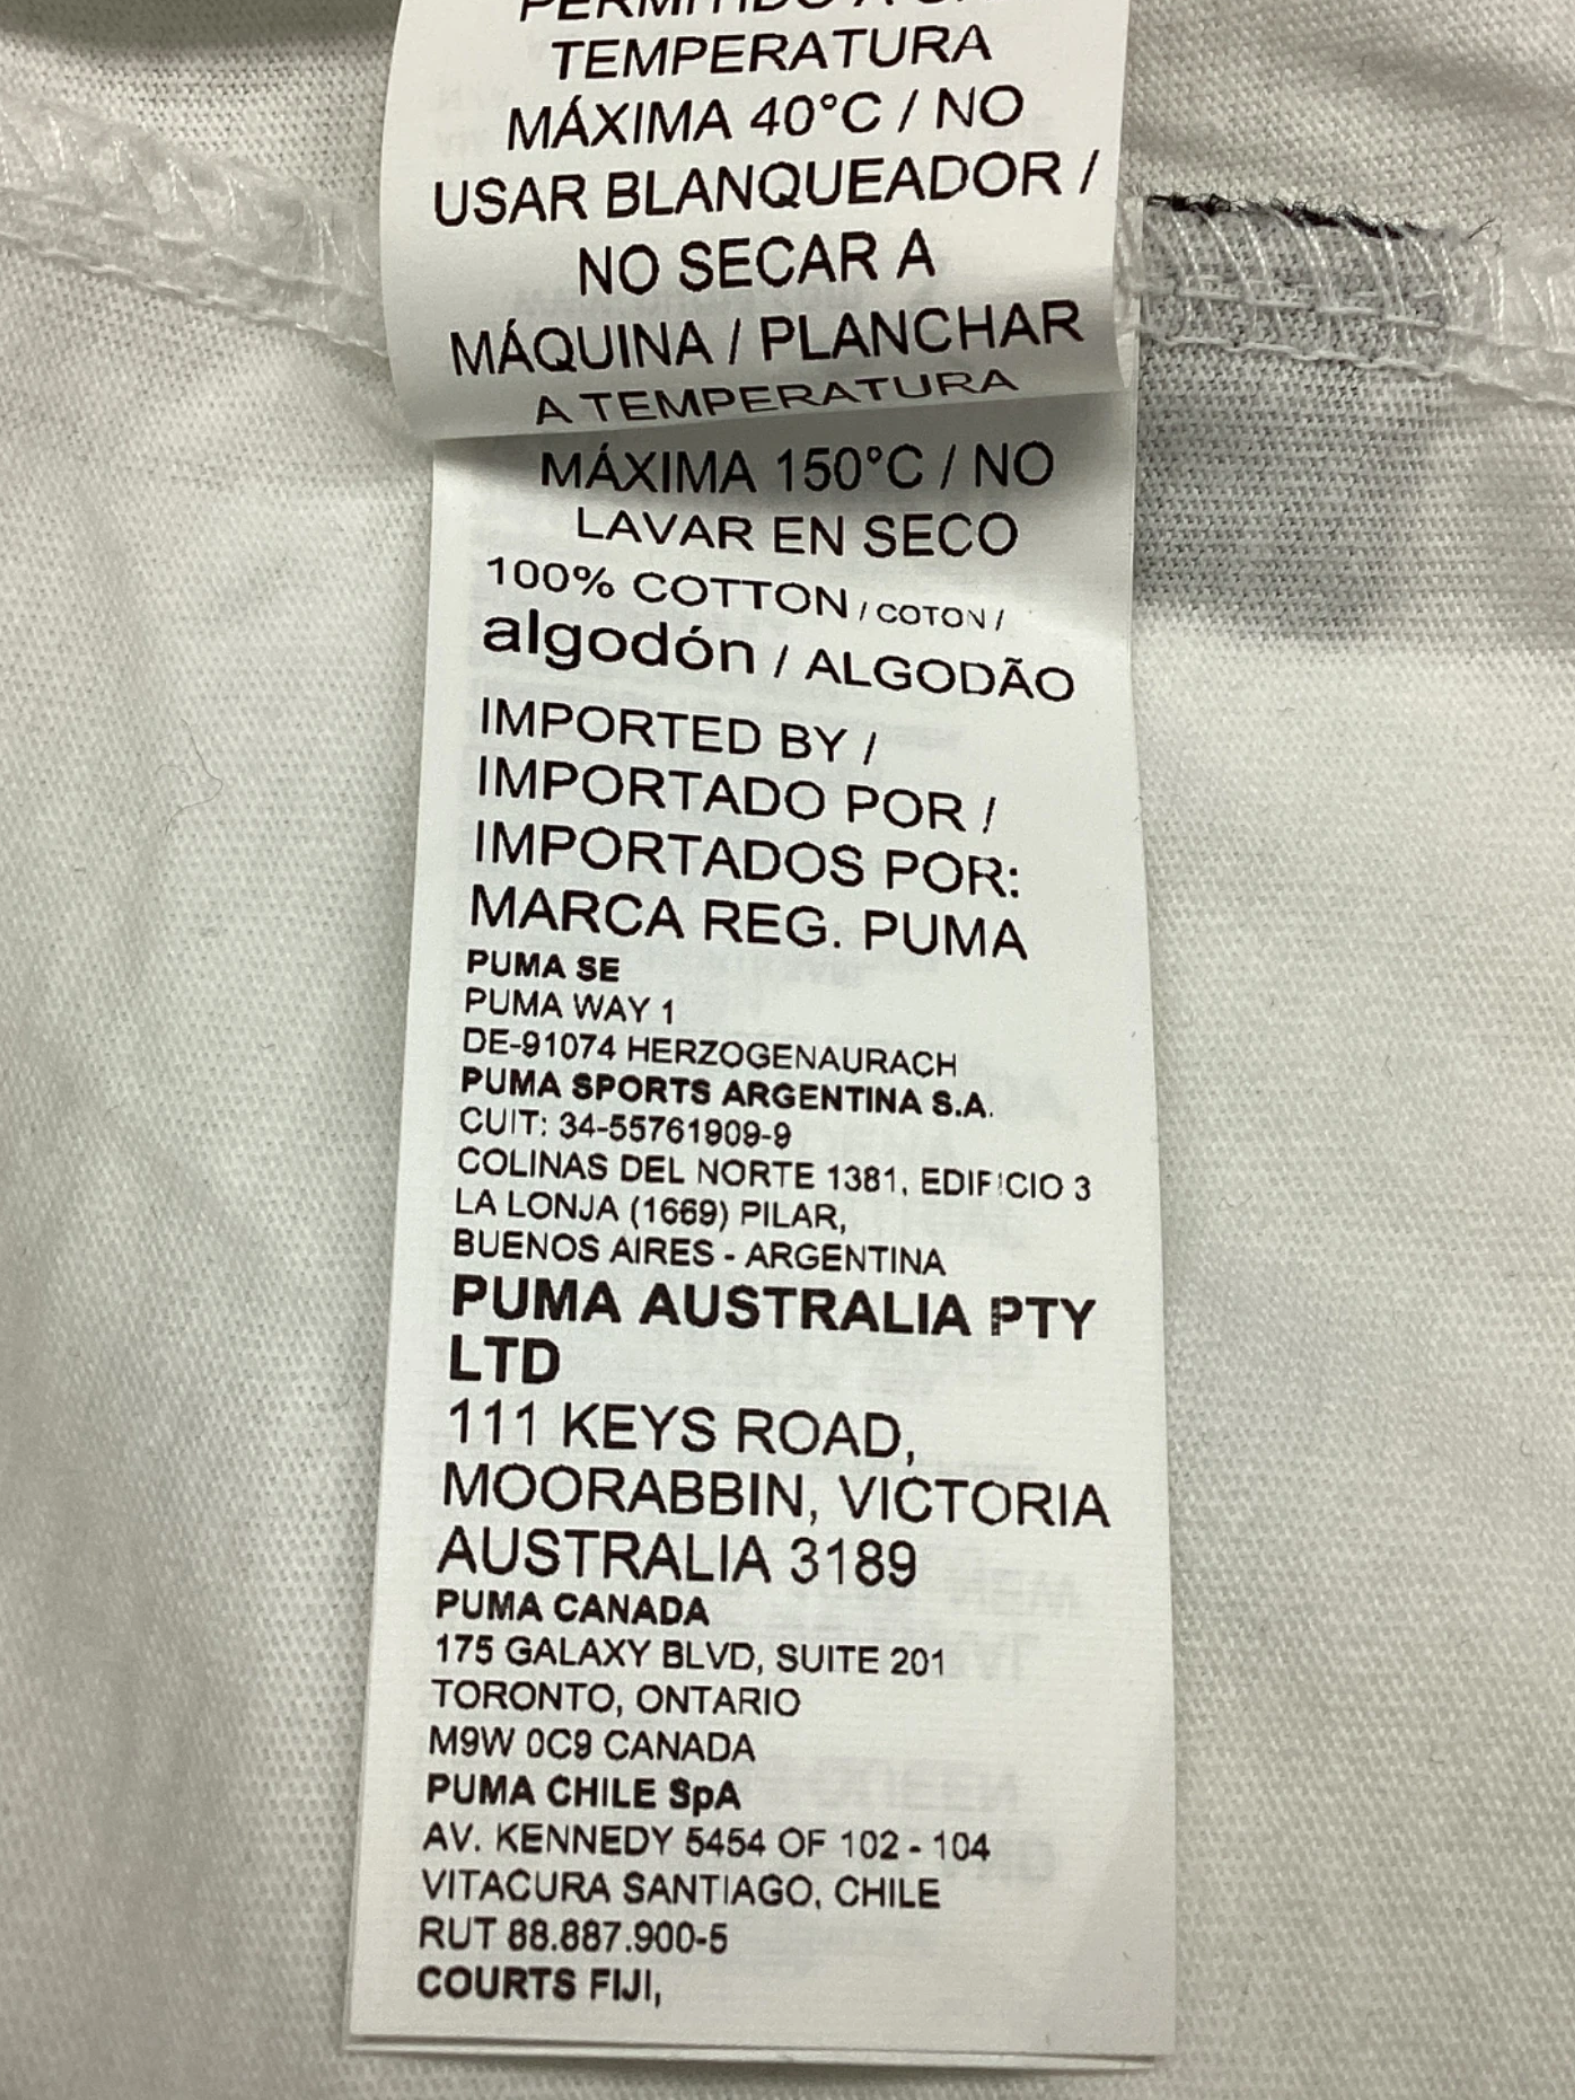 PERMITIDO A
TEMPERATURA
MÁXIMA 40°C / NO
USAR BLANQUEADOR /
NO SECAR A
MÁQUINA / PLANCHAR
A TEMPERATURA
MÁXIMA 150°C / NO
LAVAR EN SECO
100% COTTON / COTON /
algodón / ALGODÃO
IMPORTED BY /
IMPORTADO POR /
IMPORTADOS POR:
MARCA REG. PUMA
PUMA SE
PUMA WAY 1
DE-91074 HERZOGENAURACH
PUMA SPORTS ARGENTINA S.A.
CUIT: 34-55761909-9
COLINAS DEL NORTE 1381, EDIFICIO 3
LA LONJA (1669) PILAR,
BUENOS AIRES - ARGENTINA
PUMA AUSTRALIA PTY
LTD
111 KEYS ROAD,
MOORABBIN, VICTORIA
AUSTRALIA 3189
PUMA CANADA
175 GALAXY BLVD, SUITE 201
TORONTO, ONTARIO
M9W 0C9 CANADA
PUMA CHILE SpA
AV. KENNEDY 5454 OF 102 - 104
VITACURA SANTIAGO, CHILE
RUT 88.887.900-5
COURTS FIJI,